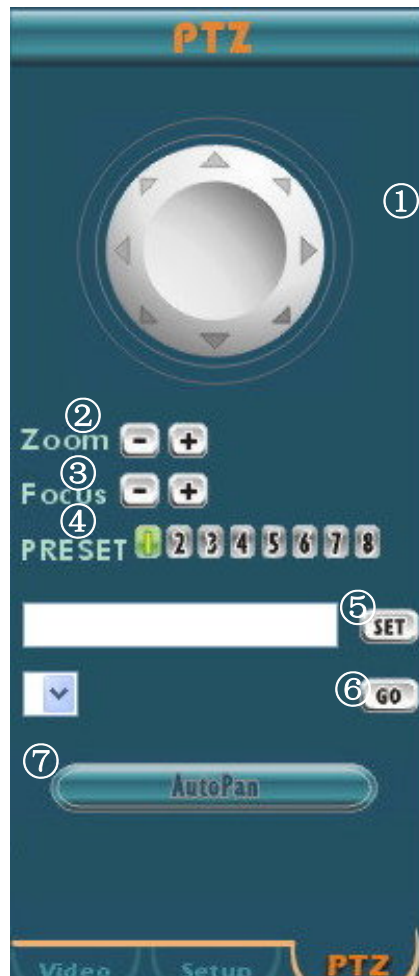 PTZ
①
②
Zoom - +
③
Focus - +
④
PRESET 1 2 3 4 5 6 7 8
⑤
SET
⑥
GO
⑦
AutoPan
Video Setup PTZ